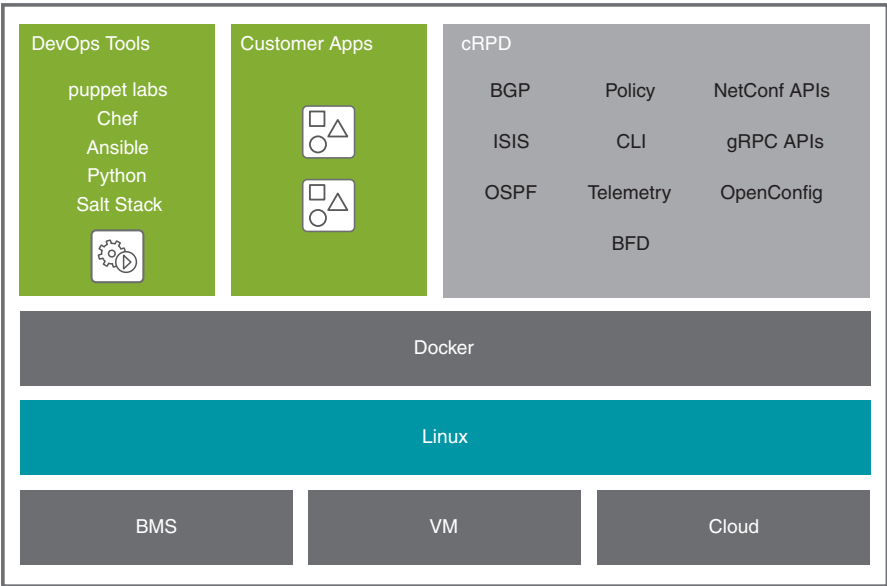 DevOps Tools
puppet labs
Chef
Ansible
Python
Salt Stack
Customer Apps
cRPD
BGP Policy NetConf APIs
ISIS CLI gRPC APIs
OSPF Telemetry OpenConfig
BFD
Docker
Linux
BMS VM Cloud